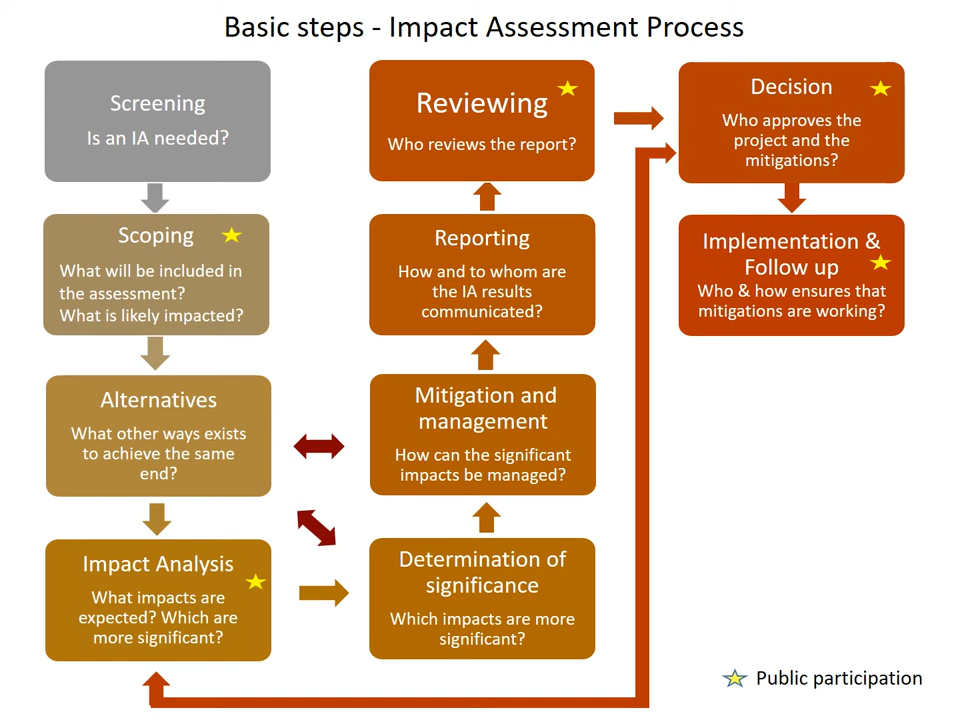 Basic steps - Impact Assessment Process
Screening
Is an IA needed?
Scoping
What will be included in
the assessment?
What is likely impacted?
Alternatives
What other ways exists
to achieve the same
end?
Impact Analysis
What impacts are
expected? Which are
more significant?
Determination of
significance
Which impacts are more
significant?
Mitigation and
management
How can the significant
impacts be managed?
Reporting
How and to whom are
the IA results
communicated?
Reviewing
Who reviews the report?
Decision
Who approves the
project and the
mitigations?
Implementation &
Follow up
Who & how ensures that
mitigations are working?
Public participation